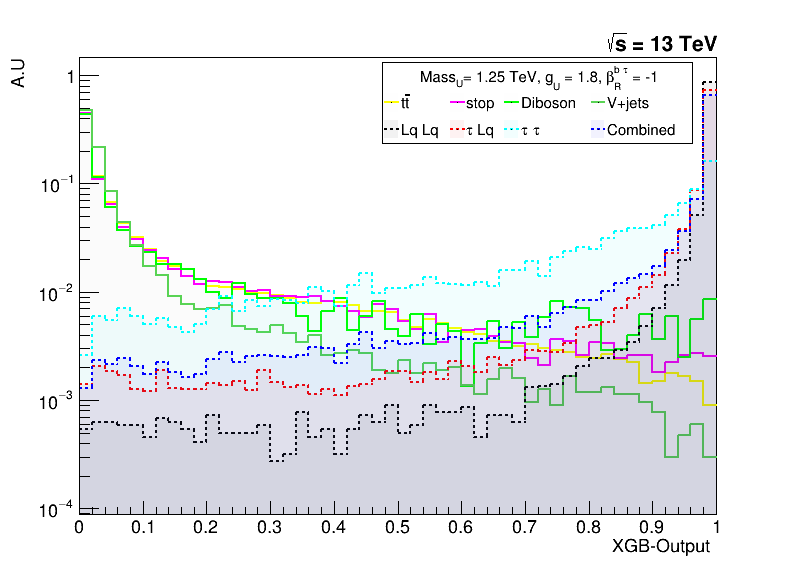 √s = 13 TeV
A.U
Mass_U= 1.25 TeV, g_U = 1.8, β_R^{b τ} = -1
tt̄ stop Diboson V+jets
Lq Lq τ Lq τ τ Combined
1
10⁻¹
10⁻²
10⁻³
10⁻⁴
0 0.1 0.2 0.3 0.4 0.5 0.6 0.7 0.8 0.9 1
XGB-Output